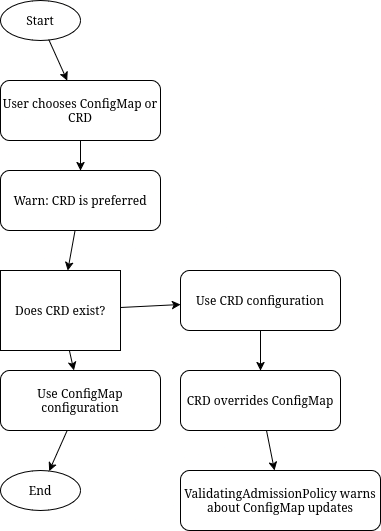 Start
User chooses ConfigMap or
CRD
Warn: CRD is preferred
Does CRD exist?
Use CRD configuration
Use ConfigMap
configuration
CRD overrides ConfigMap
End
ValidatingAdmissionPolicy warns
about ConfigMap updates